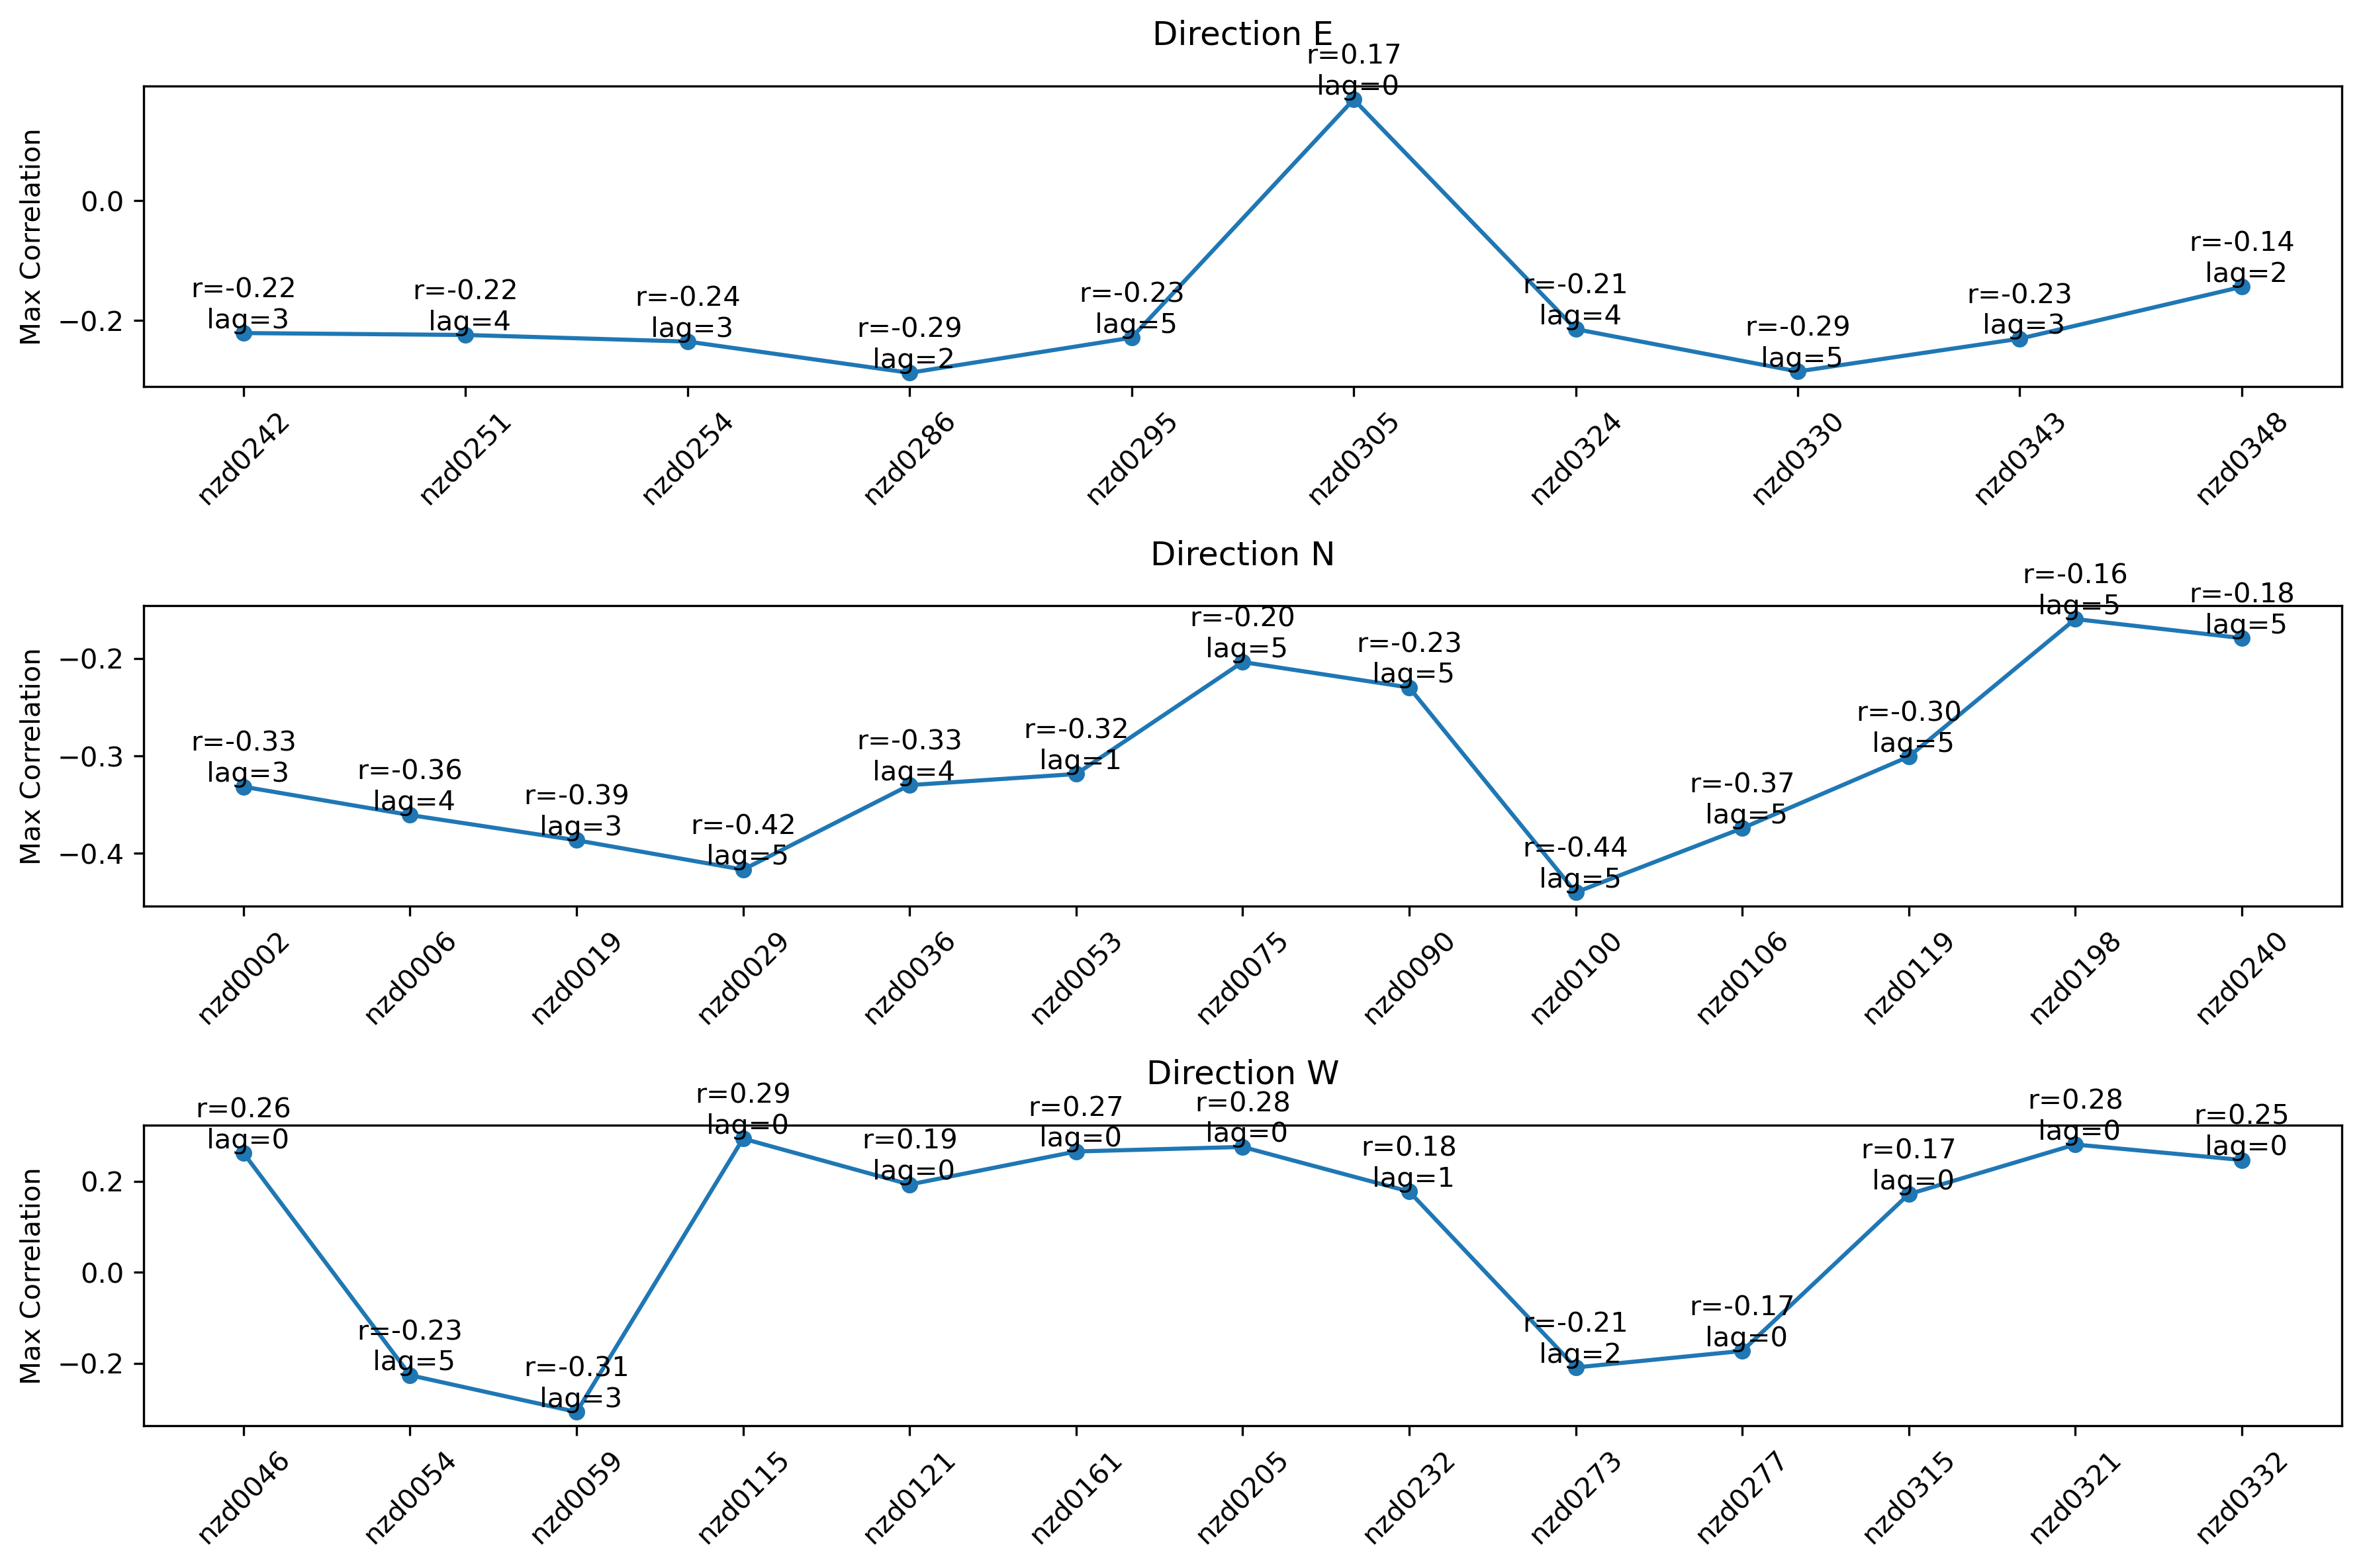 Direction E
Max Correlation
0.0
−0.2
r=-0.22
lag=3
r=-0.22
lag=4
r=-0.24
lag=3
r=-0.29
lag=2
r=-0.23
lag=5
r=0.17
lag=0
r=-0.21
lag=4
r=-0.29
lag=5
r=-0.23
lag=3
r=-0.14
lag=2
nzd0242
nzd0251
nzd0254
nzd0286
nzd0295
nzd0305
nzd0324
nzd0330
nzd0343
nzd0348
Direction N
Max Correlation
−0.2
−0.3
−0.4
r=-0.33
lag=3
r=-0.36
lag=4
r=-0.39
lag=3
r=-0.42
lag=5
r=-0.33
lag=4
r=-0.32
lag=1
r=-0.20
lag=5
r=-0.23
lag=5
r=-0.44
lag=5
r=-0.37
lag=5
r=-0.30
lag=5
r=-0.16
lag=5
r=-0.18
lag=5
nzd0002
nzd0006
nzd0019
nzd0029
nzd0036
nzd0053
nzd0075
nzd0090
nzd0100
nzd0106
nzd0119
nzd0198
nzd0240
Direction W
Max Correlation
0.2
0.0
−0.2
r=0.26
lag=0
r=-0.23
lag=5
r=-0.31
lag=3
r=0.29
lag=0
r=0.19
lag=0
r=0.27
lag=0
r=0.28
lag=0
r=0.18
lag=1
r=-0.21
lag=2
r=-0.17
lag=0
r=0.17
lag=0
r=0.28
lag=0
r=0.25
lag=0
nzd0046
nzd0054
nzd0059
nzd0115
nzd0121
nzd0161
nzd0205
nzd0232
nzd0273
nzd0277
nzd0315
nzd0321
nzd0332